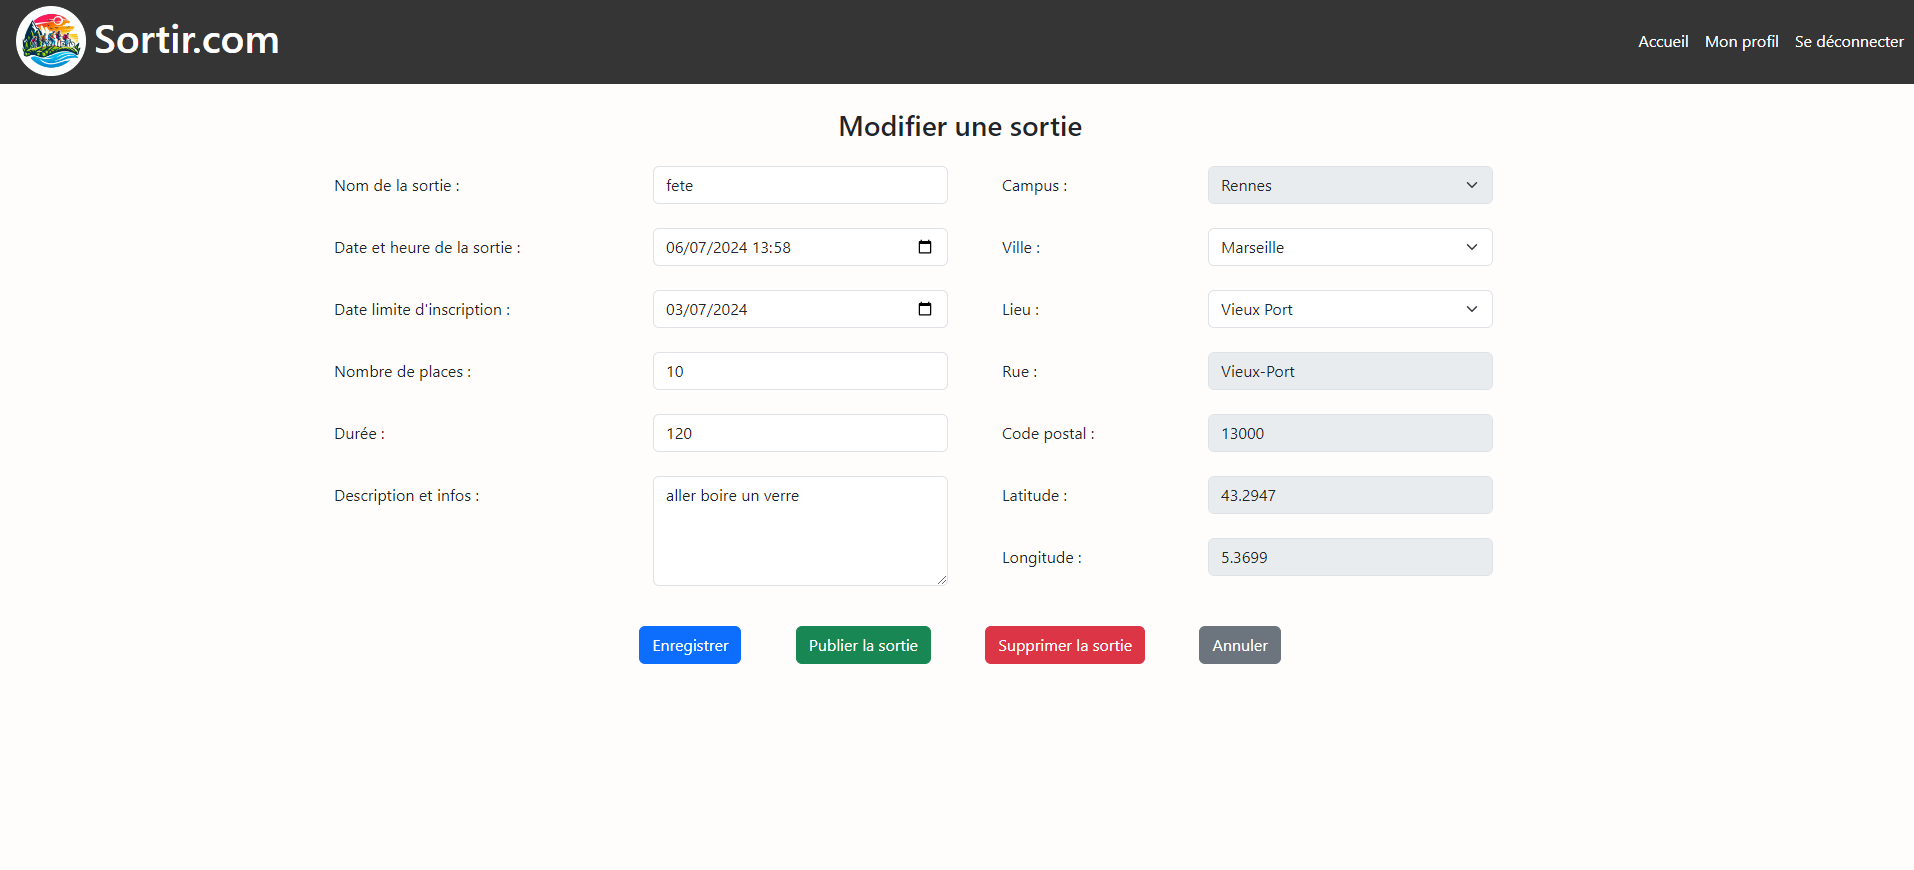 Sortir.com
Accueil Mon profil Se déconnecter
Modifier une sortie
Nom de la sortie : fete
Date et heure de la sortie : 06/07/2024 13:58
Date limite d'inscription : 03/07/2024
Nombre de places : 10
Durée : 120
Description et infos : aller boire un verre
Campus : Rennes
Ville : Marseille
Lieu : Vieux Port
Rue : Vieux-Port
Code postal : 13000
Latitude : 43.2947
Longitude : 5.3699
Enregistrer Publier la sortie Supprimer la sortie Annuler